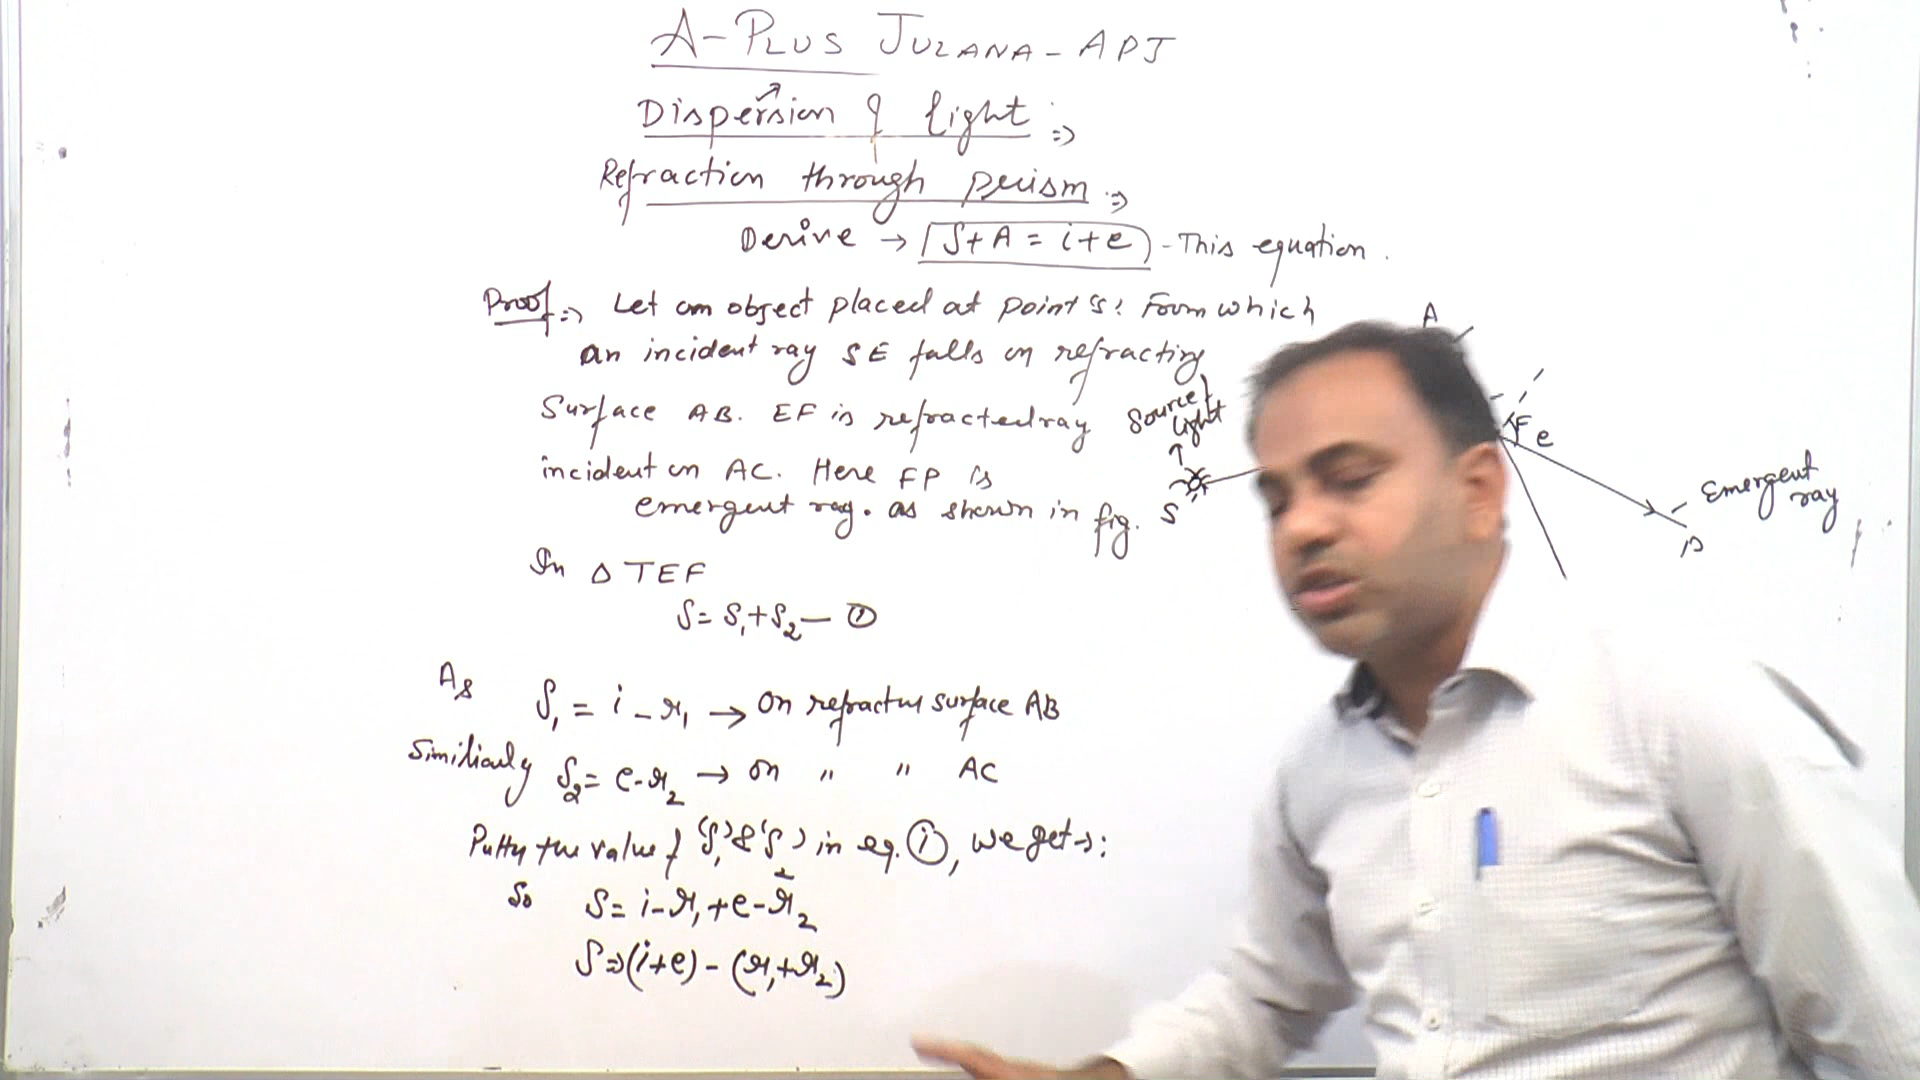 A-PLUS JULANA-APJ
Dispersion of light :⇒
Refraction through prism :⇒
Derive → δ+A = i+e - This equation.
Proof :⇒ Let an object placed at point 'S'. From which
an incident ray SE falls on refracting
Surface AB. EF is refracted ray
incident on AC. Here FP is
emergent ray. as shown in fig.
In Δ TEF
δ = δ₁+δ₂ — ①
As δ₁ = i - r₁ → on refracting surface AB
Similiarly δ₂ = e-r₂ → on " " AC
Putting the value of 'δ₁' & 'δ₂' in eq. ①, we get →:
So δ = i-r₁+e-r₂
δ ⇒ (i+e) - (r₁+r₂)
A
Source of
light
S
F e
Emergent
ray
P